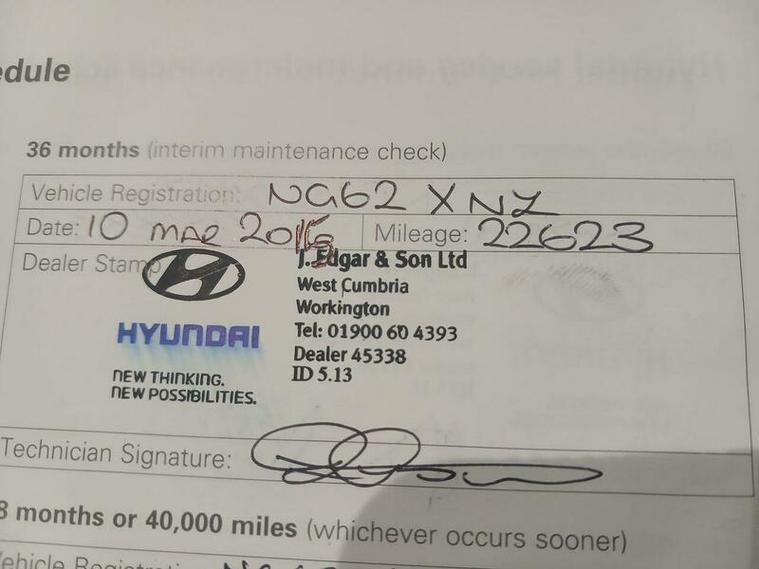 edule
36 months (interim maintenance check)
Vehicle Registration: NG62 XNZ
Date: 10 MAR 2016 Mileage: 22623
Dealer Stamp
J. Edgar & Son Ltd
West Cumbria
Workington
Tel: 01900 60 4393
Dealer 45338
ID 5.13
HYUNDAI
NEW THINKING.
NEW POSSIBILITIES.
Technician Signature:
8 months or 40,000 miles (whichever occurs sooner)
Vehicle Registration: